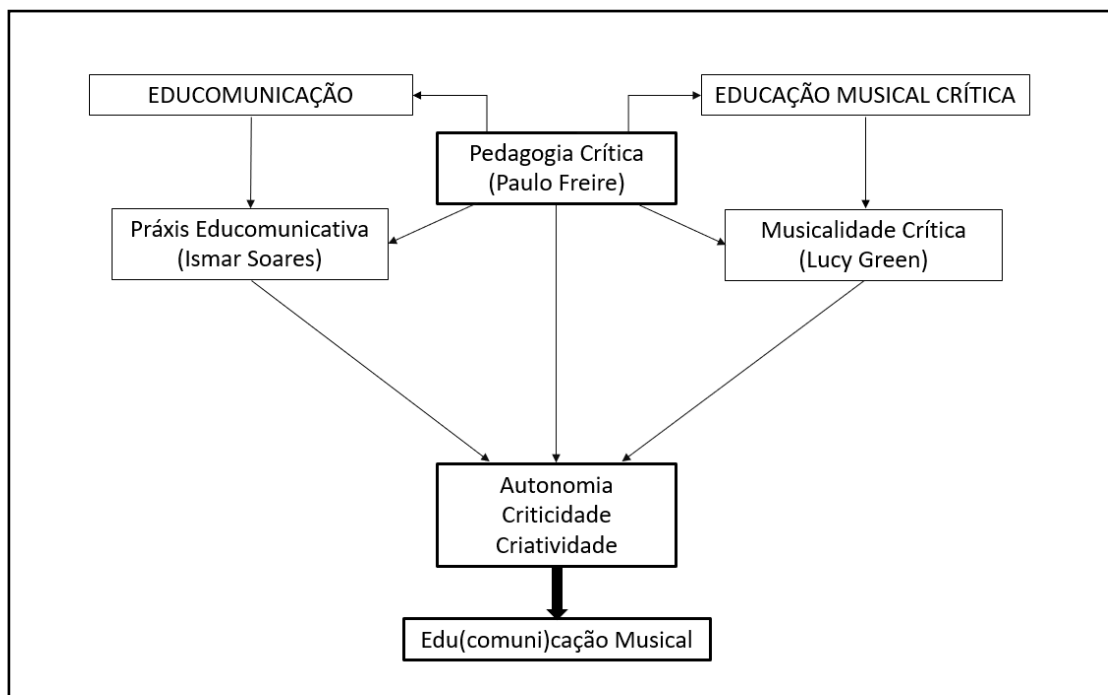 EDUCOMUNICAÇÃO
EDUCAÇÃO MUSICAL CRÍTICA
Pedagogia Crítica
(Paulo Freire)
Práxis Educomunicativa
(Ismar Soares)
Musicalidade Crítica
(Lucy Green)
Autonomia
Criticidade
Criatividade
Edu(comuni)cação Musical